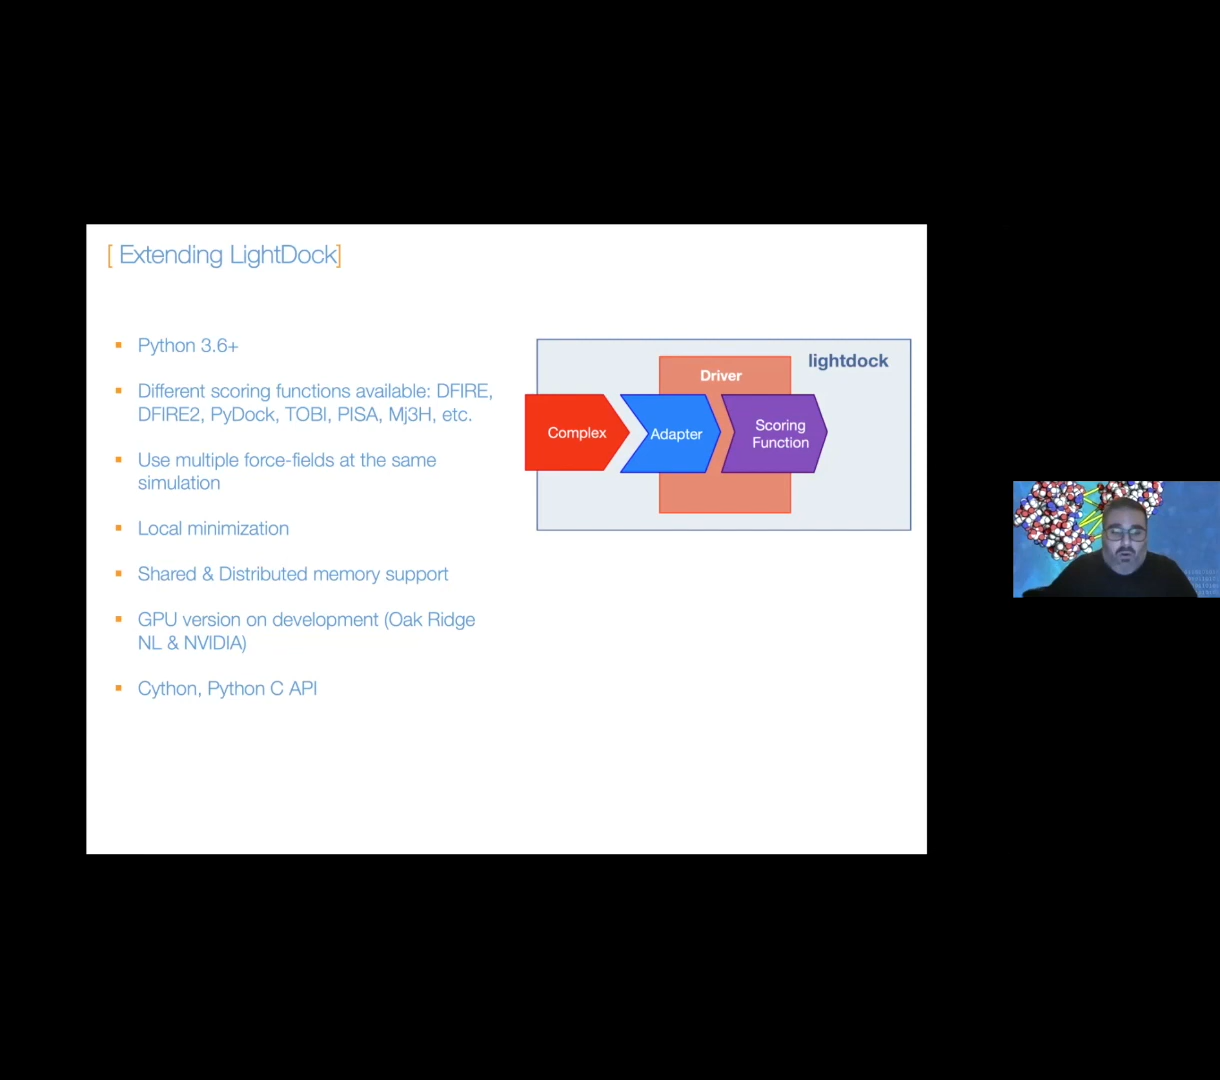 [ Extending LightDock]
Python 3.6+
Different scoring functions available: DFIRE,
DFIRE2, PyDock, TOBI, PISA, Mj3H, etc.
Use multiple force-fields at the same
simulation
Local minimization
Shared & Distributed memory support
GPU version on development (Oak Ridge
NL & NVIDIA)
Cython, Python C API
lightdock
Driver
Complex
Adapter
Scoring
Function